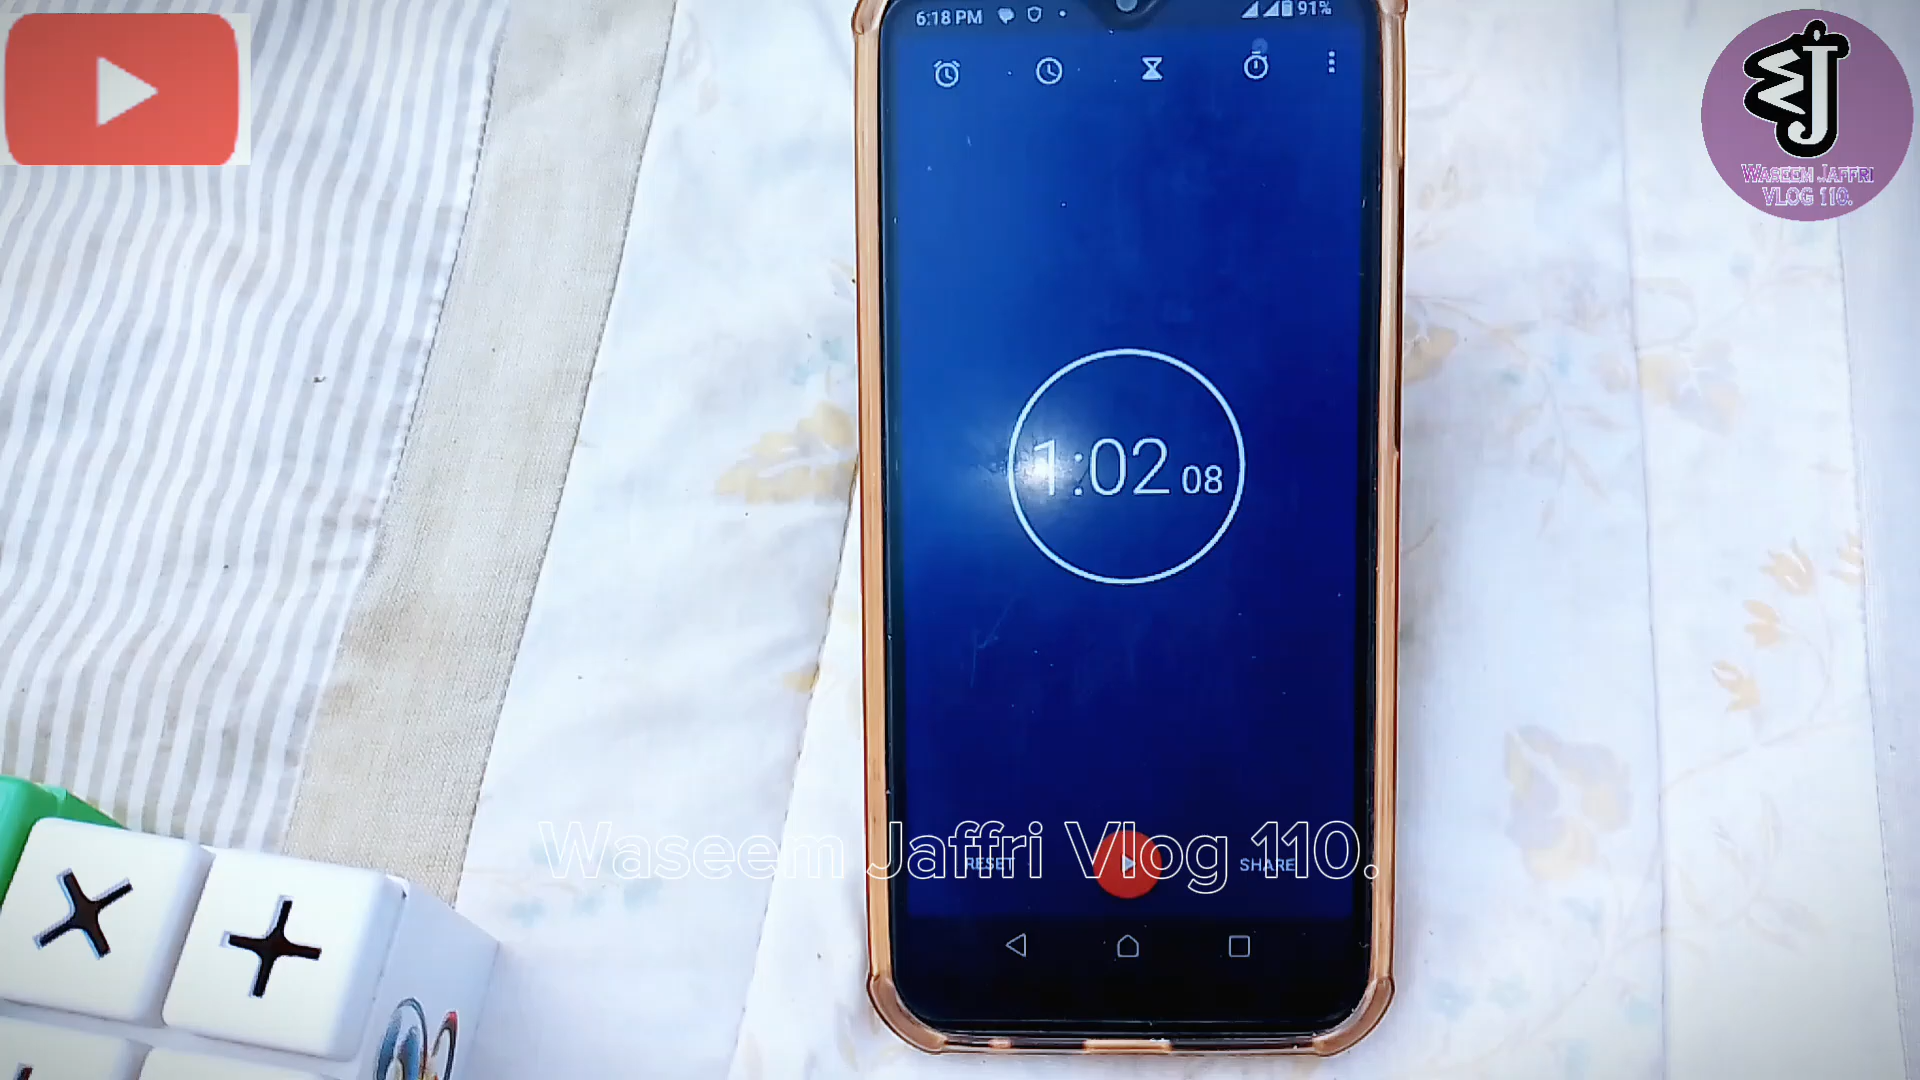 6:18 PM
91%
WASEEM JAFFRI
VLOG 110.
1:02 08
Waseem Jaffri Vlog 110.
RESET
SHARE
× +